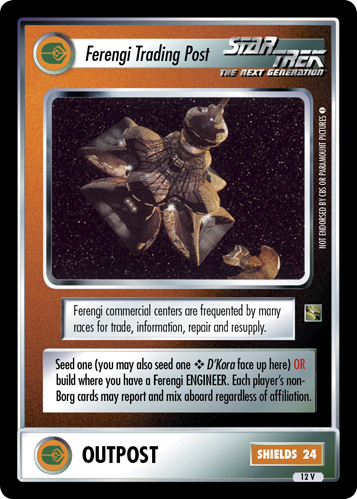 Ferengi Trading Post
STAR TREK
THE NEXT GENERATION
NOT ENDORSED BY CBS OR PARAMOUNT PICTURES
Ferengi commercial centers are frequented by many
races for trade, information, repair and resupply.
Seed one (you may also seed one ❖ D'Kora face up here) OR
build where you have a Ferengi ENGINEER. Each player's non-
Borg cards may report and mix aboard regardless of affiliation.
OUTPOST
SHIELDS 24
12 V